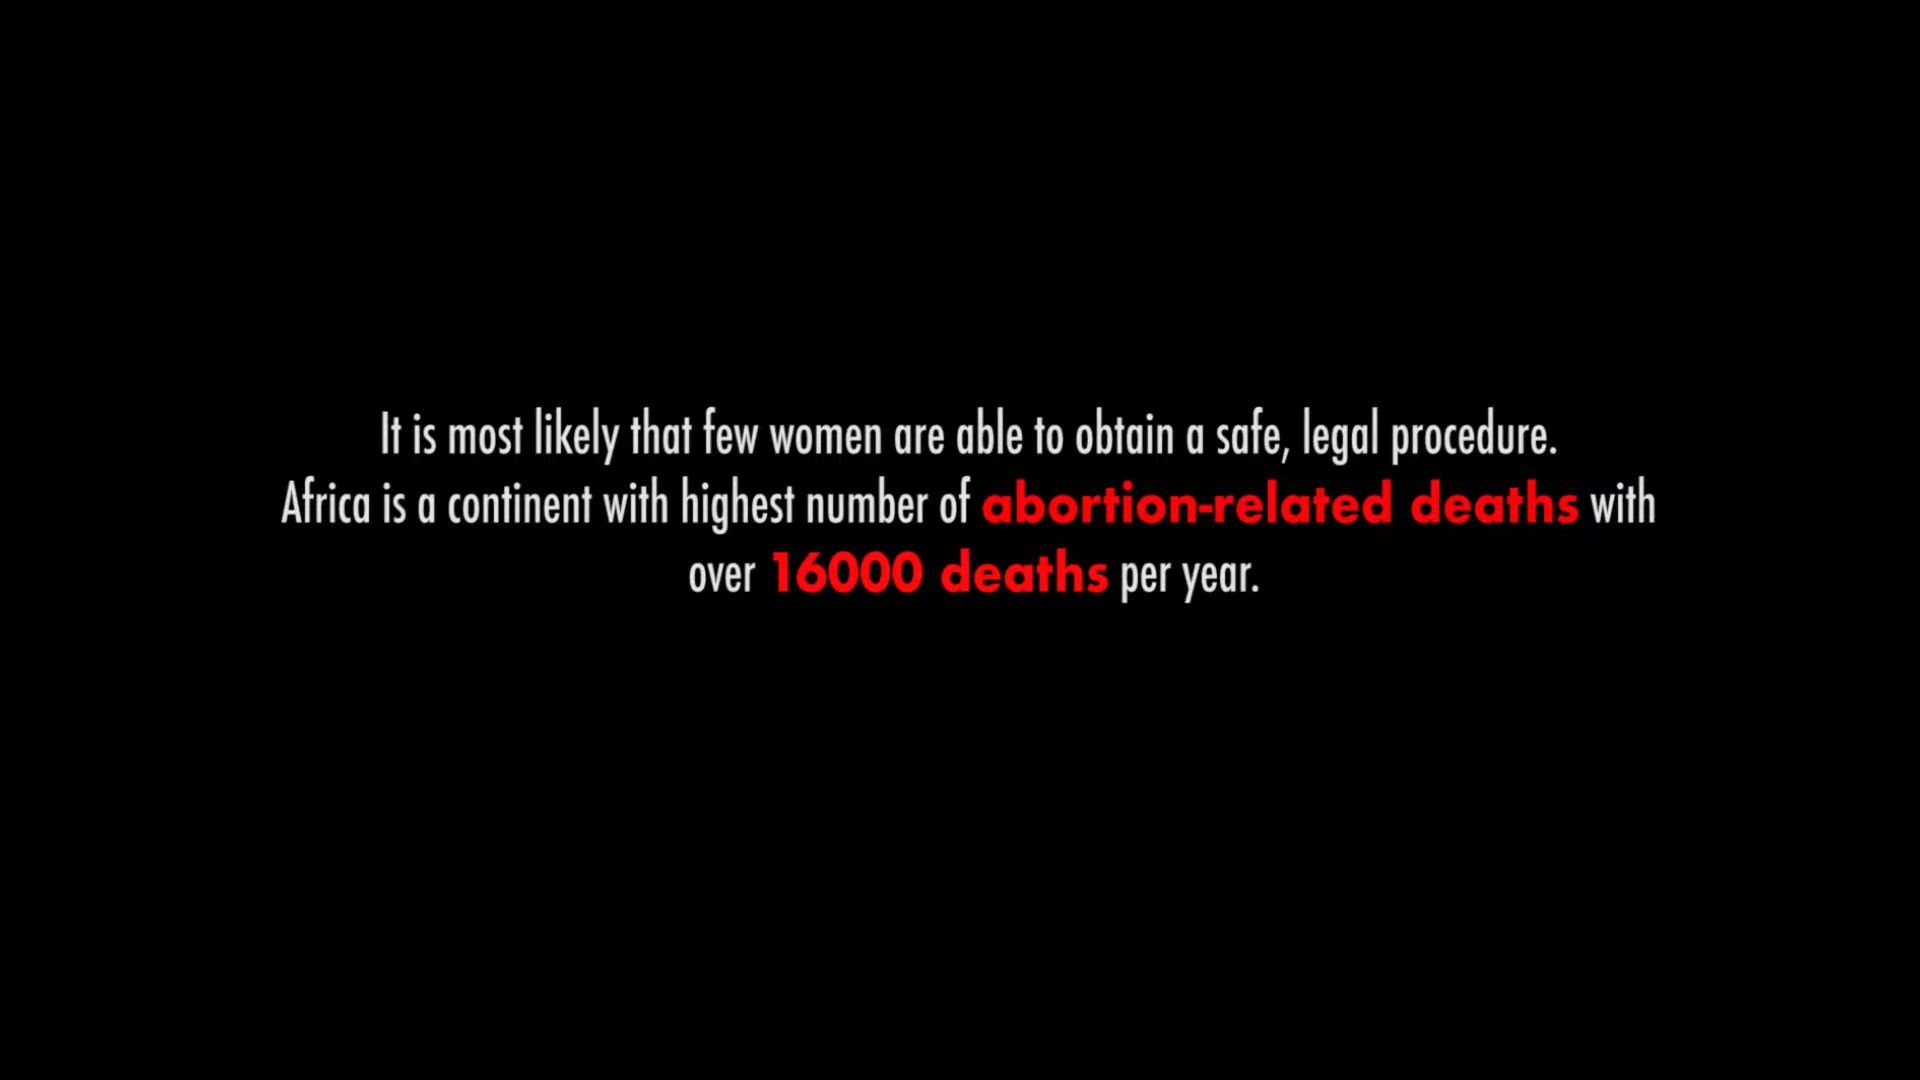 It is most likely that few women are able to obtain a safe, legal procedure.
Africa is a continent with highest number of abortion-related deaths with
over 16000 deaths per year.